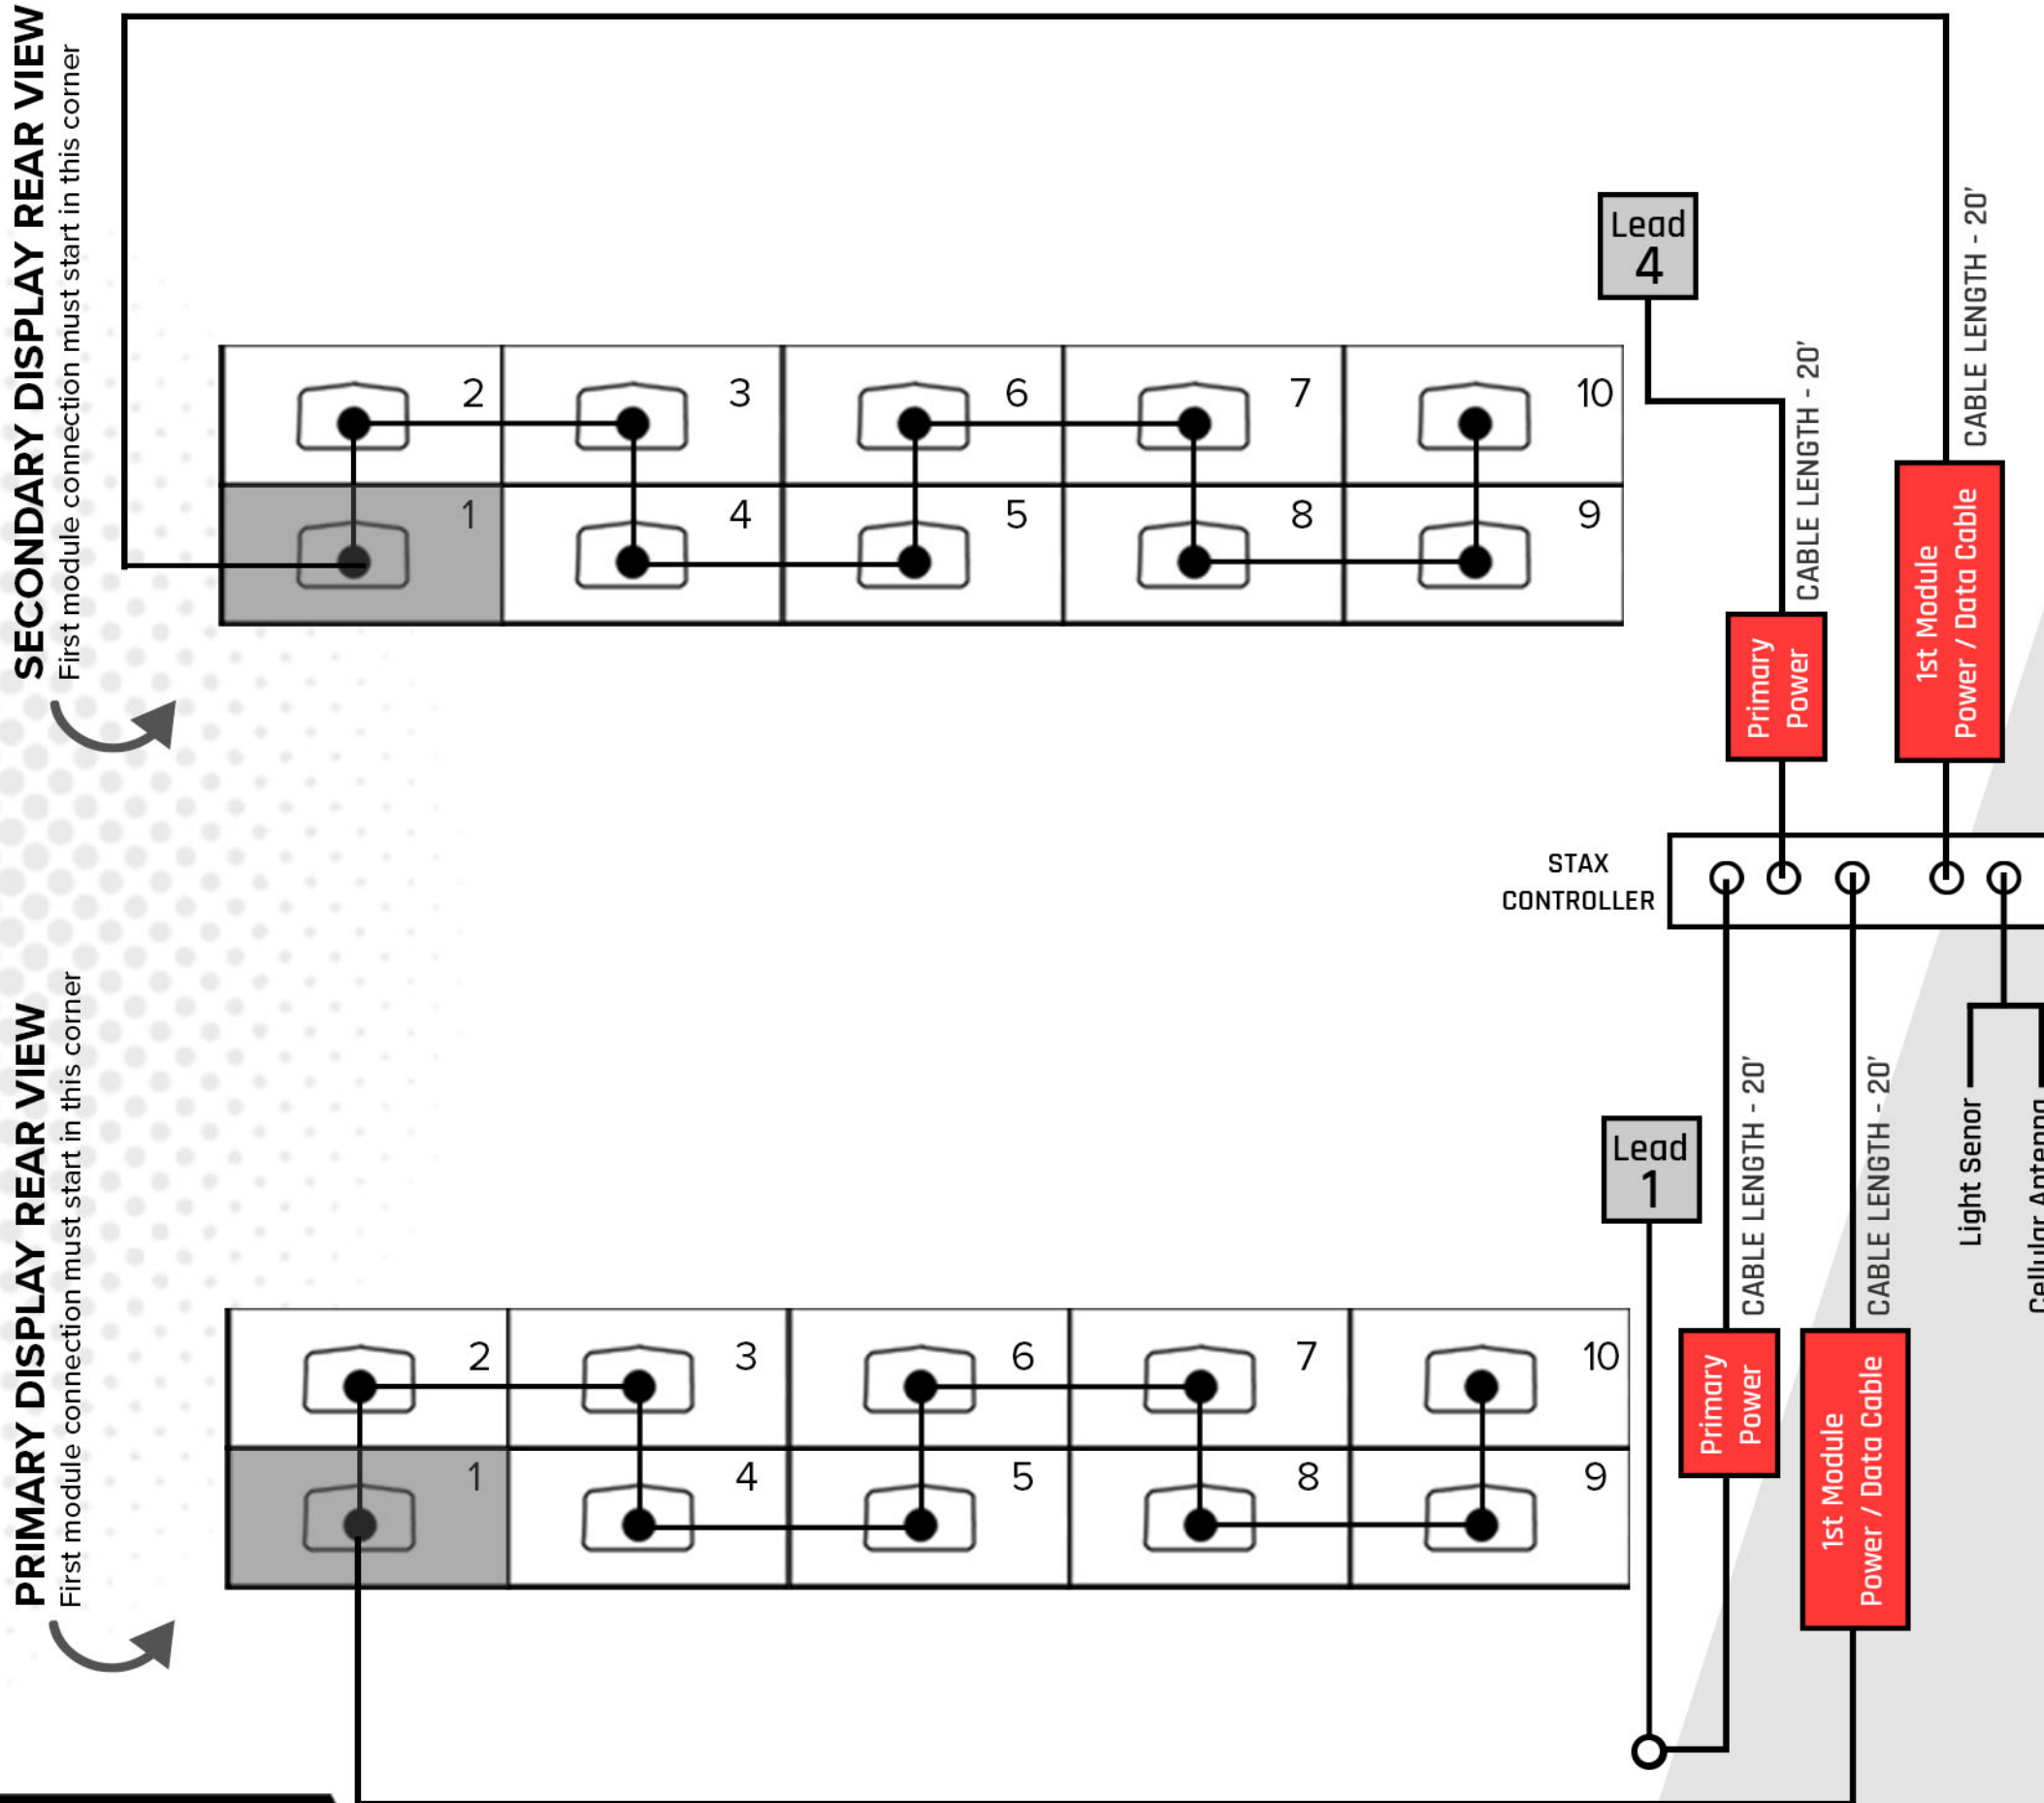 SECONDARY DISPLAY REAR VIEW
First module connection must start in this corner
2
3
6
7
10
1
4
5
8
9
Lead
4
CABLE LENGTH - 20'
Primary
Power
CABLE LENGTH - 20'
1st Module
Power / Data Cable
STAX
CONTROLLER
PRIMARY DISPLAY REAR VIEW
First module connection must start in this corner
2
3
6
7
10
1
4
5
8
9
Lead
1
CABLE LENGTH - 20'
Primary
Power
CABLE LENGTH - 20'
1st Module
Power / Data Cable
Light Senor
Cellular Antenna